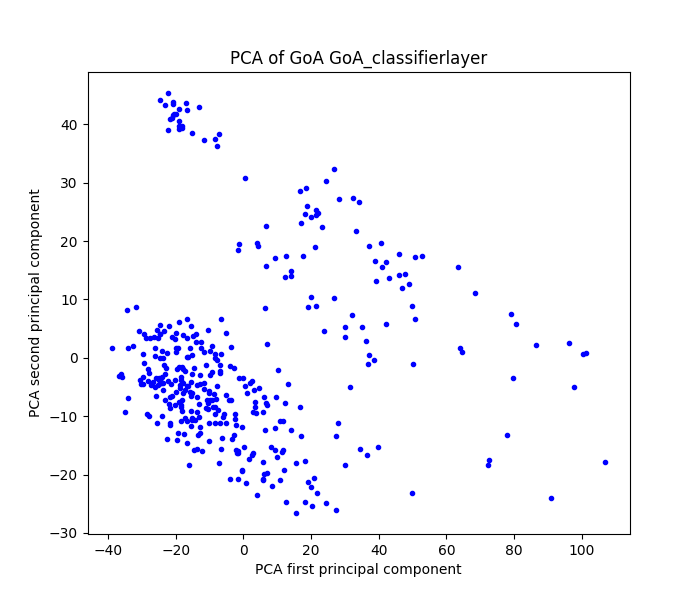 PCA of GoA GoA_classifierlayer
PCA second principal component
40
30
20
10
0
−10
−20
−30
−40 −20 0 20 40 60 80 100
PCA first principal component